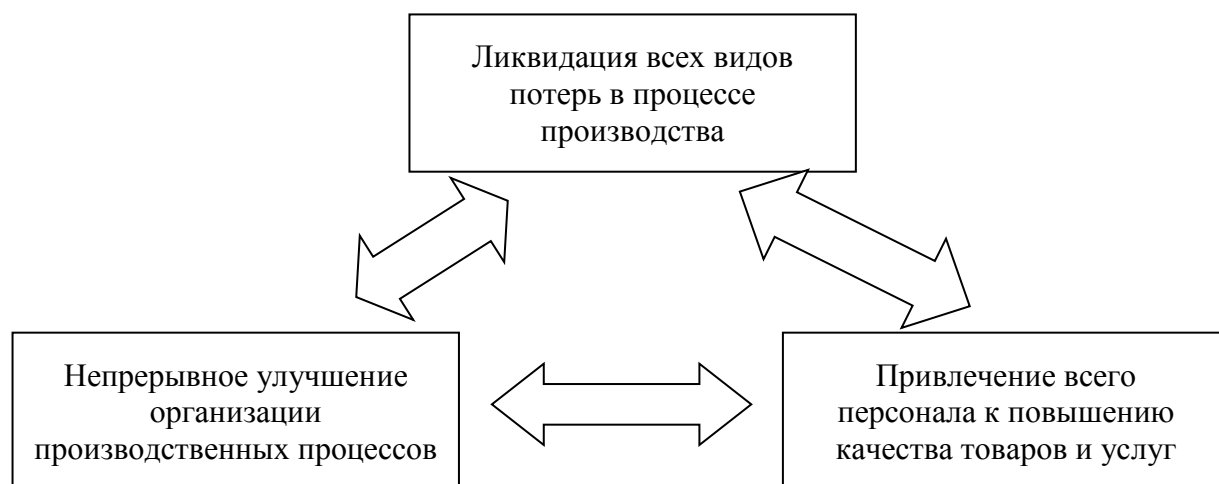 Ликвидация всех видов
потерь в процессе
производства
Непрерывное улучшение
организации
производственных процессов
Привлечение всего
персонала к повышению
качества товаров и услуг